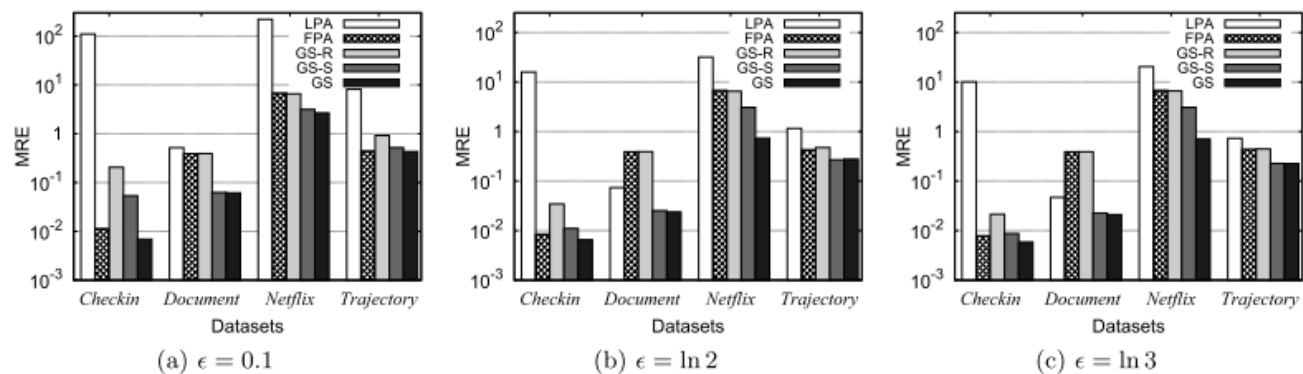 MRE
10²
10
1
10⁻¹
10⁻²
10⁻³
LPA
FPA
GS-R
GS-S
GS
Checkin Document Netflix Trajectory
Datasets
(a) ϵ = 0.1
MRE
10²
10¹
1
10⁻¹
10⁻²
10⁻³
LPA
FPA
GS-R
GS-S
GS
Checkin Document Netflix Trajectory
Datasets
(b) ϵ = ln 2
MRE
10²
10¹
1
10⁻¹
10⁻²
10⁻³
LPA
FPA
GS-R
GS-S
GS
Checkin Document Netflix Trajectory
Datasets
(c) ϵ = ln 3